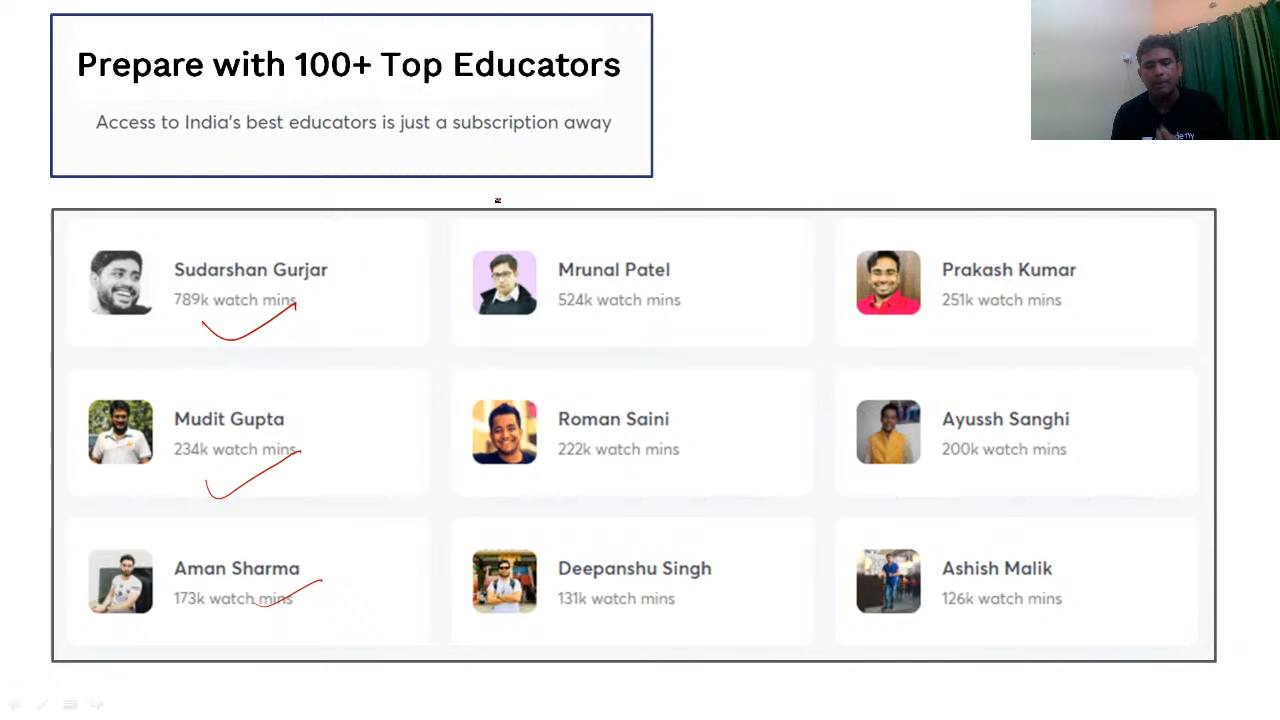 Prepare with 100+ Top Educators
Access to India's best educators is just a subscription away
Sudarshan Gurjar
789k watch mins
Mrunal Patel
524k watch mins
Prakash Kumar
251k watch mins
Mudit Gupta
234k watch mins
Roman Saini
222k watch mins
Ayussh Sanghi
200k watch mins
Aman Sharma
173k watch mins
Deepanshu Singh
131k watch mins
Ashish Malik
126k watch mins